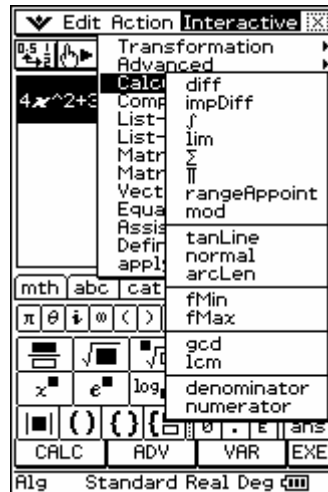 Edit Action Interactive
Transformation
Advanced
Calc
diff
4x^2+3
Comp
impDiff
List-
∫
List-
lim
Matr
Σ
Matr
Π
Vect
rangeAppoint
Equa
mod
Assis
Defin
tanLine
appl
normal
arcLen
mth abc cat
fMin
π θ i ∞ ( )
fMax
gcd
lcm
x e log
denominator
numerator
|■| () {} 0 . E ans
CALC ADV VAR EXE
Alg Standard Real Deg